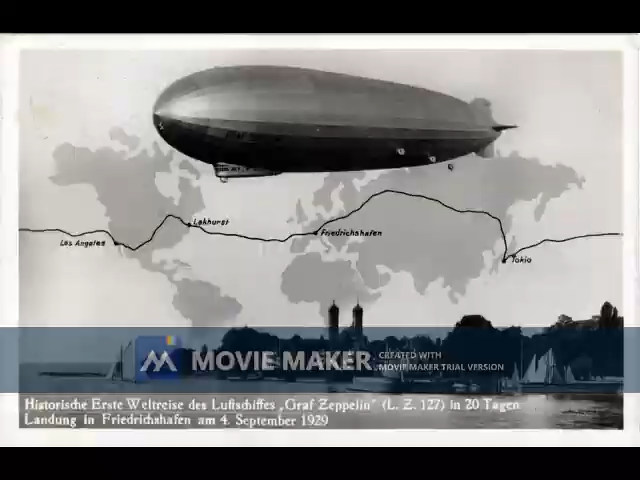 Lakhurst
Los Angeles
Friedrichshafen
Tokio
MOVIE MAKER
CREATED WITH
MOVIE MAKER TRIAL VERSION
Historische Erste Weltreise des Luftschiffes „Graf Zeppelin" (L. Z. 127) in 20 Tagen
Landung in Friedrichshafen am 4. September 1929